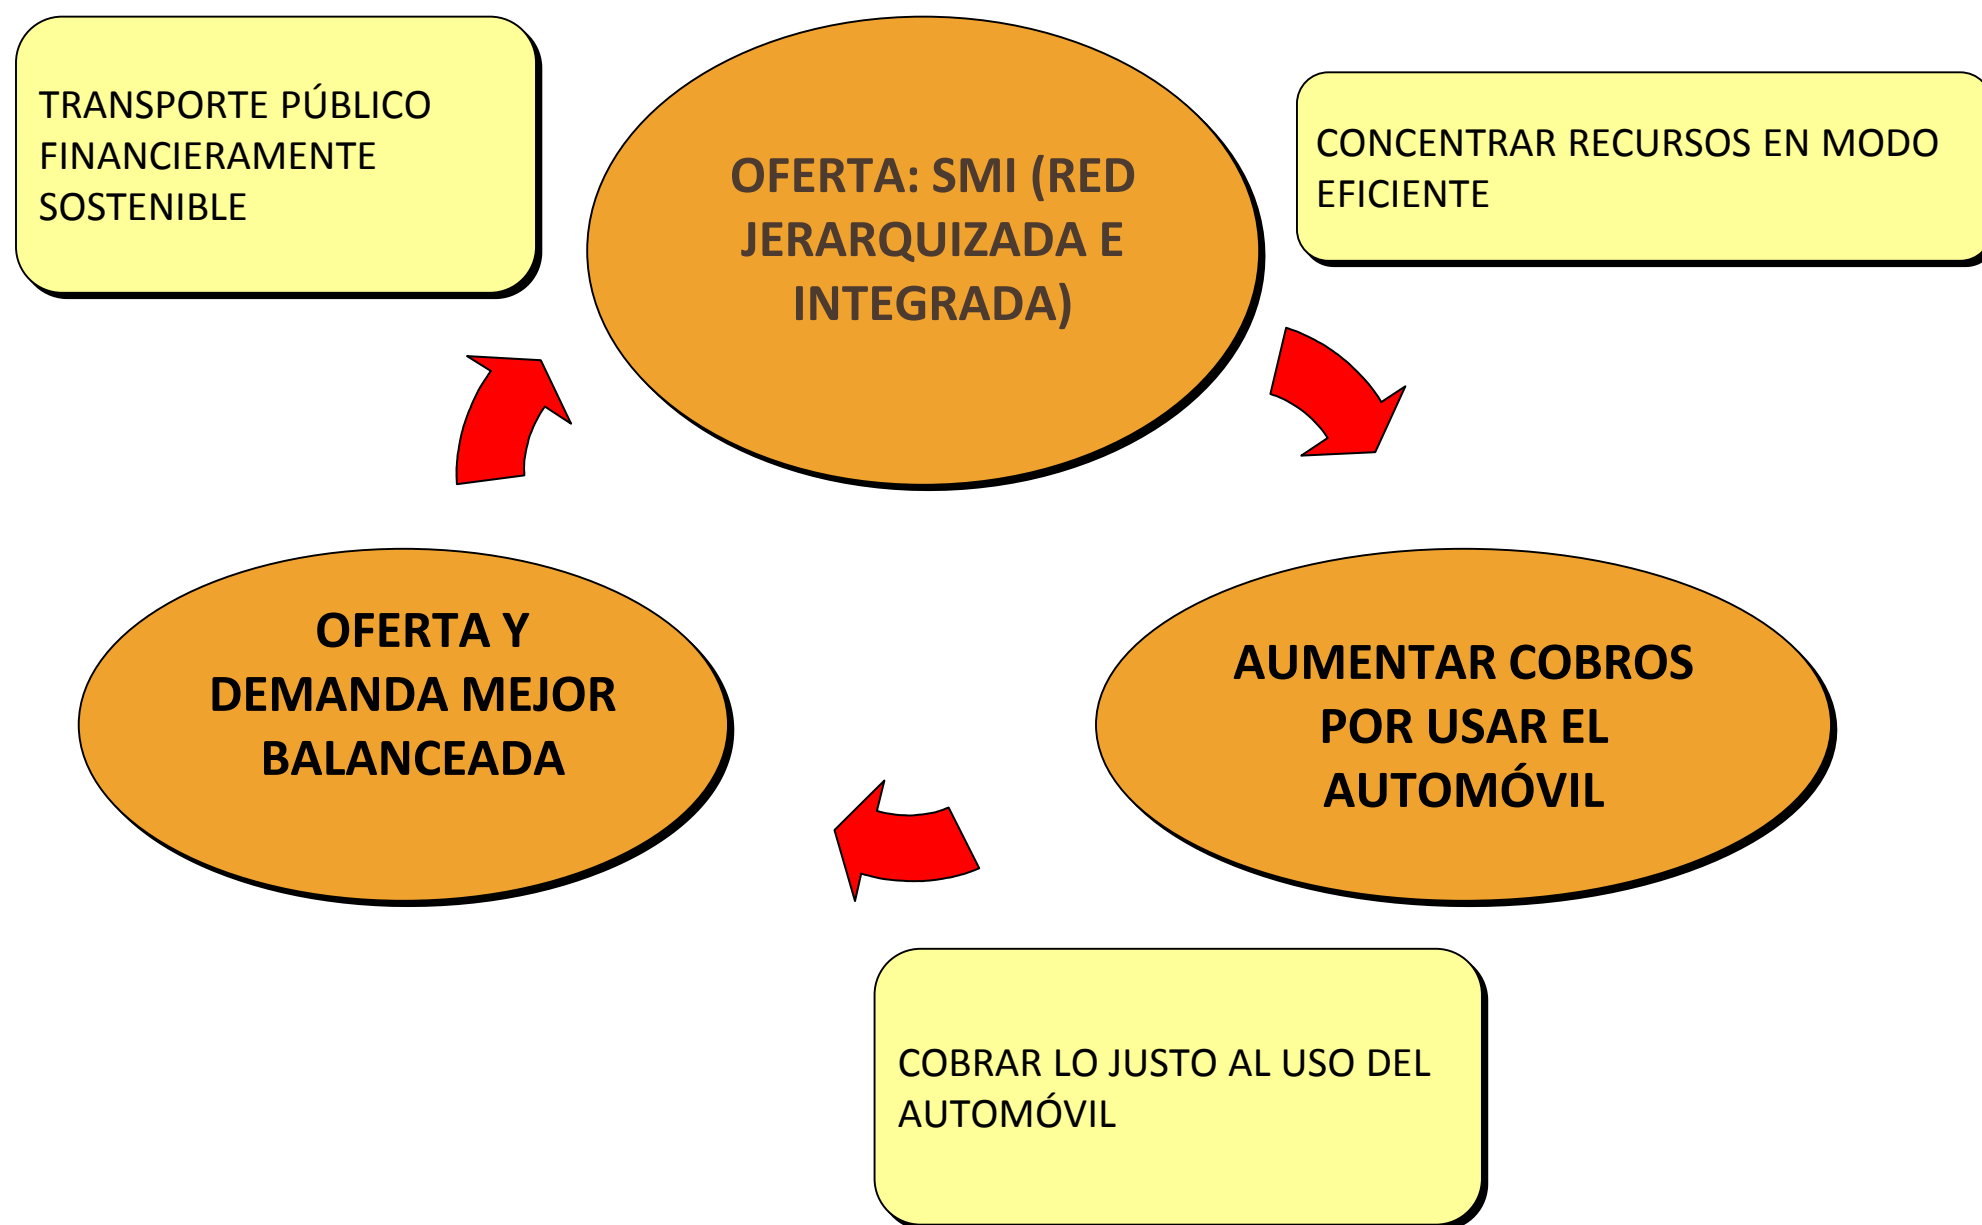 TRANSPORTE PÚBLICO
FINANCIERAMENTE
SOSTENIBLE
OFERTA: SMI (RED
JERARQUIZADA E
INTEGRADA)
CONCENTRAR RECURSOS EN MODO
EFICIENTE
OFERTA Y
DEMANDA MEJOR
BALANCEADA
AUMENTAR COBROS
POR USAR EL
AUTOMÓVIL
COBRAR LO JUSTO AL USO DEL
AUTOMÓVIL